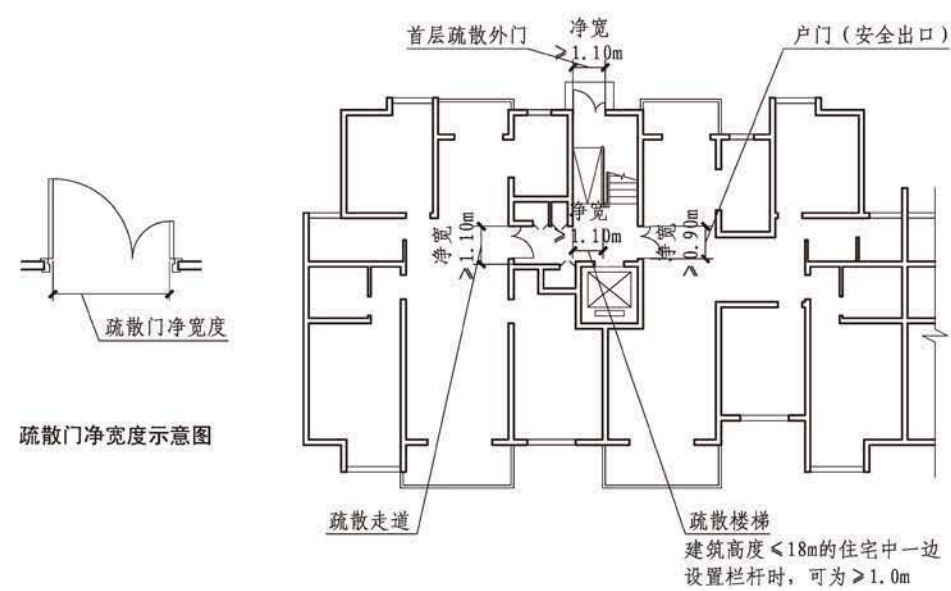 首层疏散外门
净宽
≥1.10m
户门（安全出口）
净宽
≥1.10m
净宽
≥1.10m
净宽
≥0.90m
疏散门净宽度
疏散门净宽度示意图
疏散走道
疏散楼梯
建筑高度≤18m的住宅中一边
设置栏杆时，可为≥1.0m